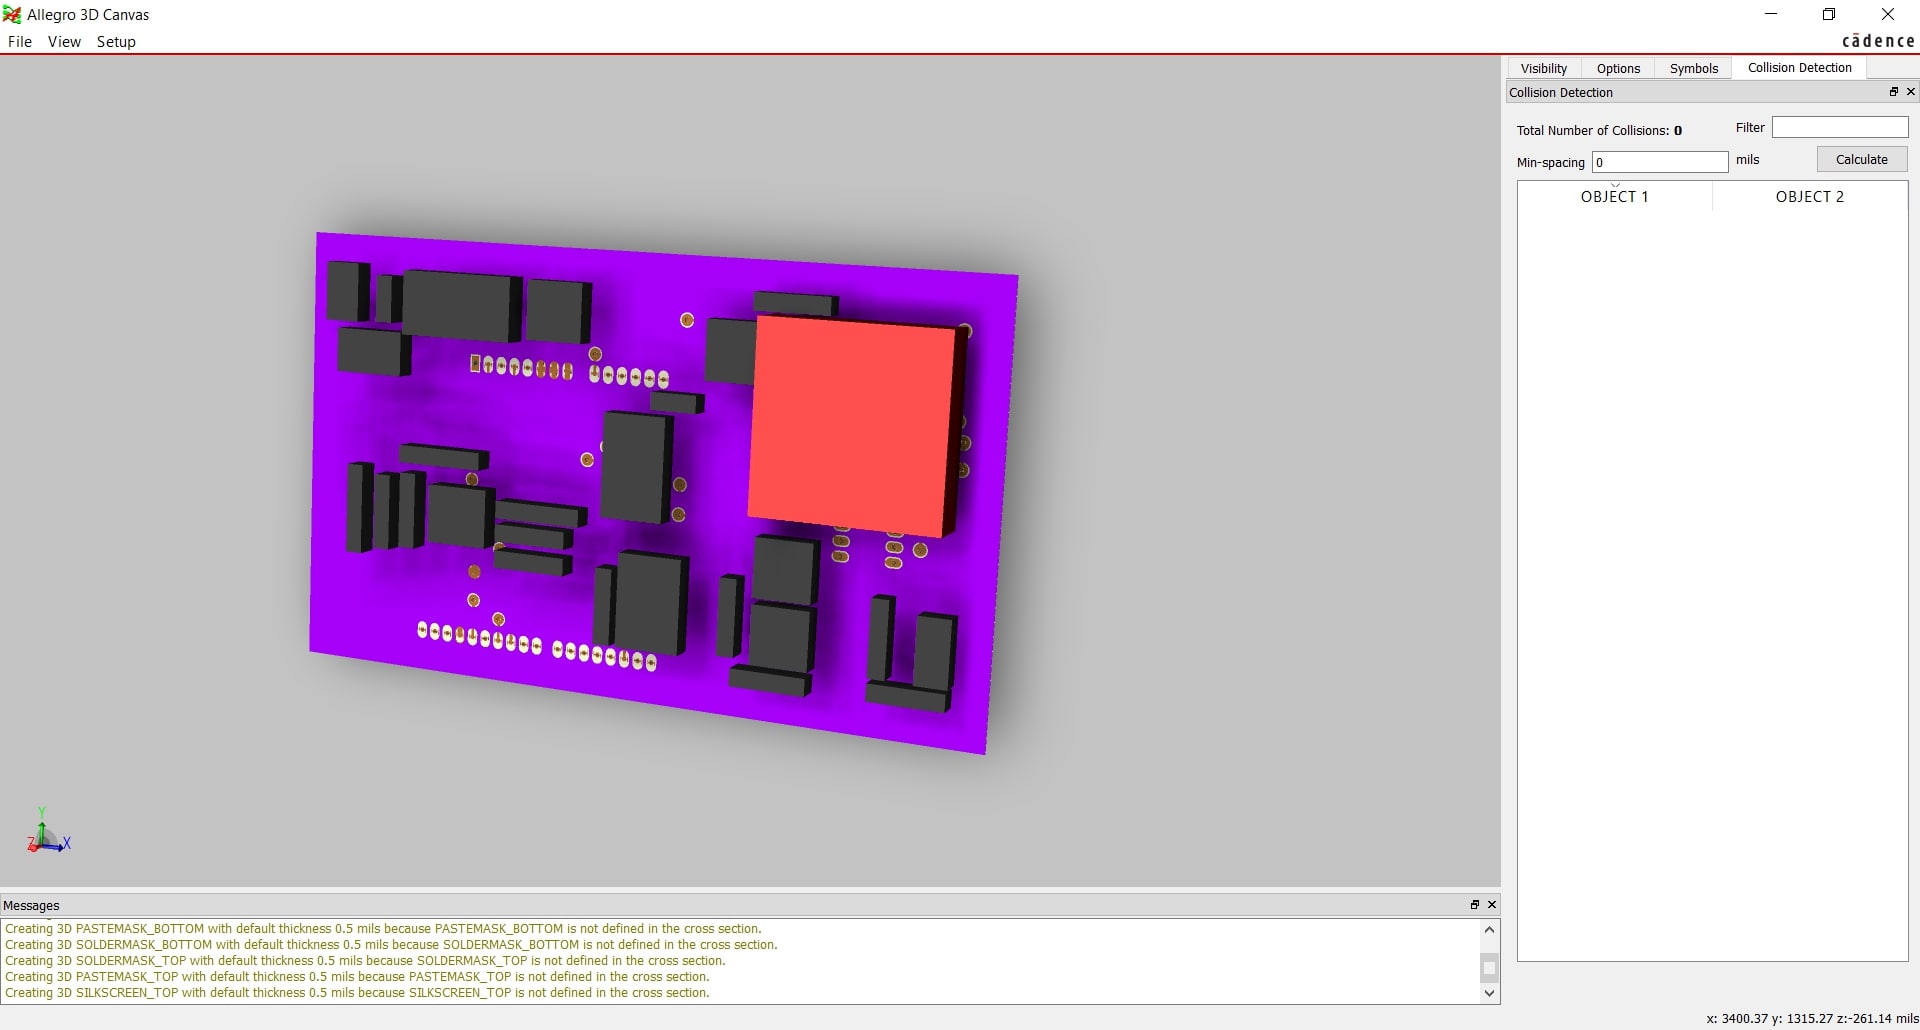 Allegro 3D Canvas
File View Setup
cādence
Visibility Options Symbols Collision Detection
Collision Detection
Total Number of Collisions: 0 Filter
Min-spacing 0 mils Calculate
OBJECT 1 OBJECT 2
Y
Z X
Messages
Creating 3D PASTEMASK_BOTTOM with default thickness 0.5 mils because PASTEMASK_BOTTOM is not defined in the cross section.
Creating 3D SOLDERMASK_BOTTOM with default thickness 0.5 mils because SOLDERMASK_BOTTOM is not defined in the cross section.
Creating 3D SOLDERMASK_TOP with default thickness 0.5 mils because SOLDERMASK_TOP is not defined in the cross section.
Creating 3D PASTEMASK_TOP with default thickness 0.5 mils because PASTEMASK_TOP is not defined in the cross section.
Creating 3D SILKSCREEN_TOP with default thickness 0.5 mils because SILKSCREEN_TOP is not defined in the cross section.
x: 3400.37 y: 1315.27 z:-261.14 mils